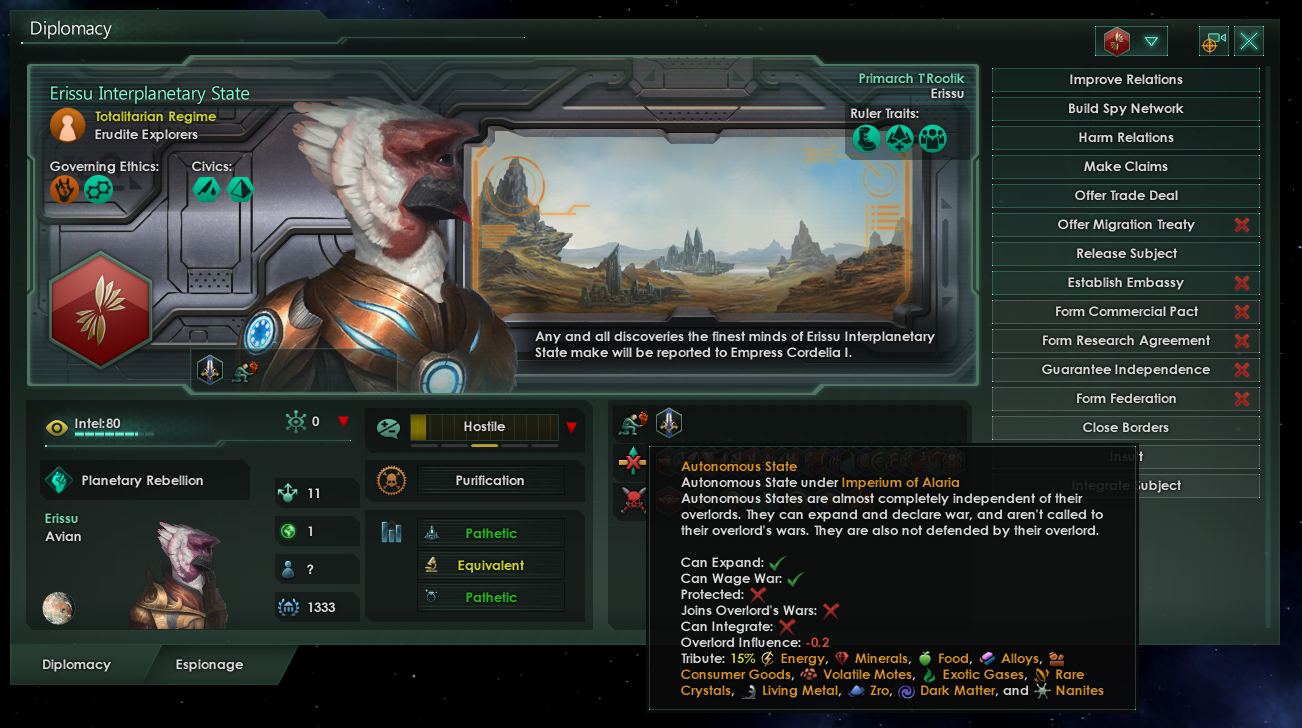 Diplomacy
Erissu Interplanetary State
Totalitarian Regime
Erudite Explorers
Governing Ethics:
Civics:
Primarch T'Rootik
Erissu
Ruler Traits:
Any and all discoveries the finest minds of Erissu Interplanetary
State make will be reported to Empress Cordelia I.
Improve Relations
Build Spy Network
Harm Relations
Make Claims
Offer Trade Deal
Offer Migration Treaty
Release Subject
Establish Embassy
Form Commercial Pact
Form Research Agreement
Guarantee Independence
Form Federation
Close Borders
Insult
Integrate Subject
Intel:80
0
Planetary Rebellion
Erissu
Avian
11
1
?
1333
Hostile
Purification
Pathetic
Equivalent
Pathetic
Autonomous State
Autonomous State under Imperium of Alaria
Autonomous States are almost completely independent of their
overlords. They can expand and declare war, and aren't called to
their overlord's wars. They are also not defended by their overlord.
Can Expand:
Can Wage War:
Protected:
Joins Overlord's Wars:
Can Integrate:
Overlord Influence: -0.2
Tribute: 15% Energy, Minerals, Food, Alloys,
Consumer Goods, Volatile Motes, Exotic Gases, Rare
Crystals, Living Metal, Zro, Dark Matter, and Nanites
Diplomacy
Espionage